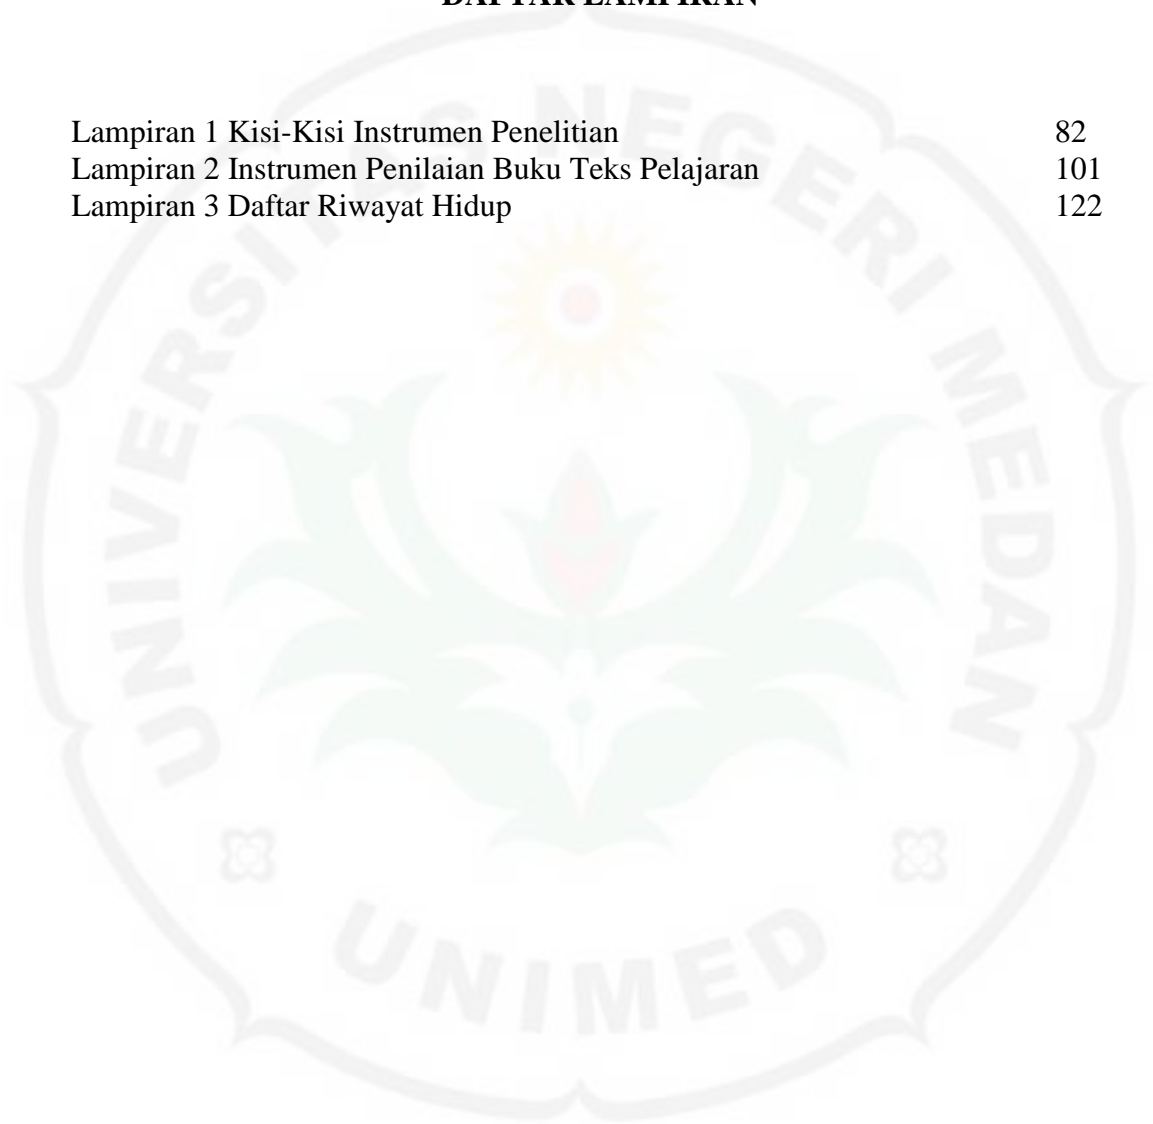 DAFTAR LAMPIRAN
Lampiran 1 Kisi-Kisi Instrumen Penelitian 82
Lampiran 2 Instrumen Penilaian Buku Teks Pelajaran 101
Lampiran 3 Daftar Riwayat Hidup 122
UNIVERSITAS NEGERI MEDAN
UNIMED